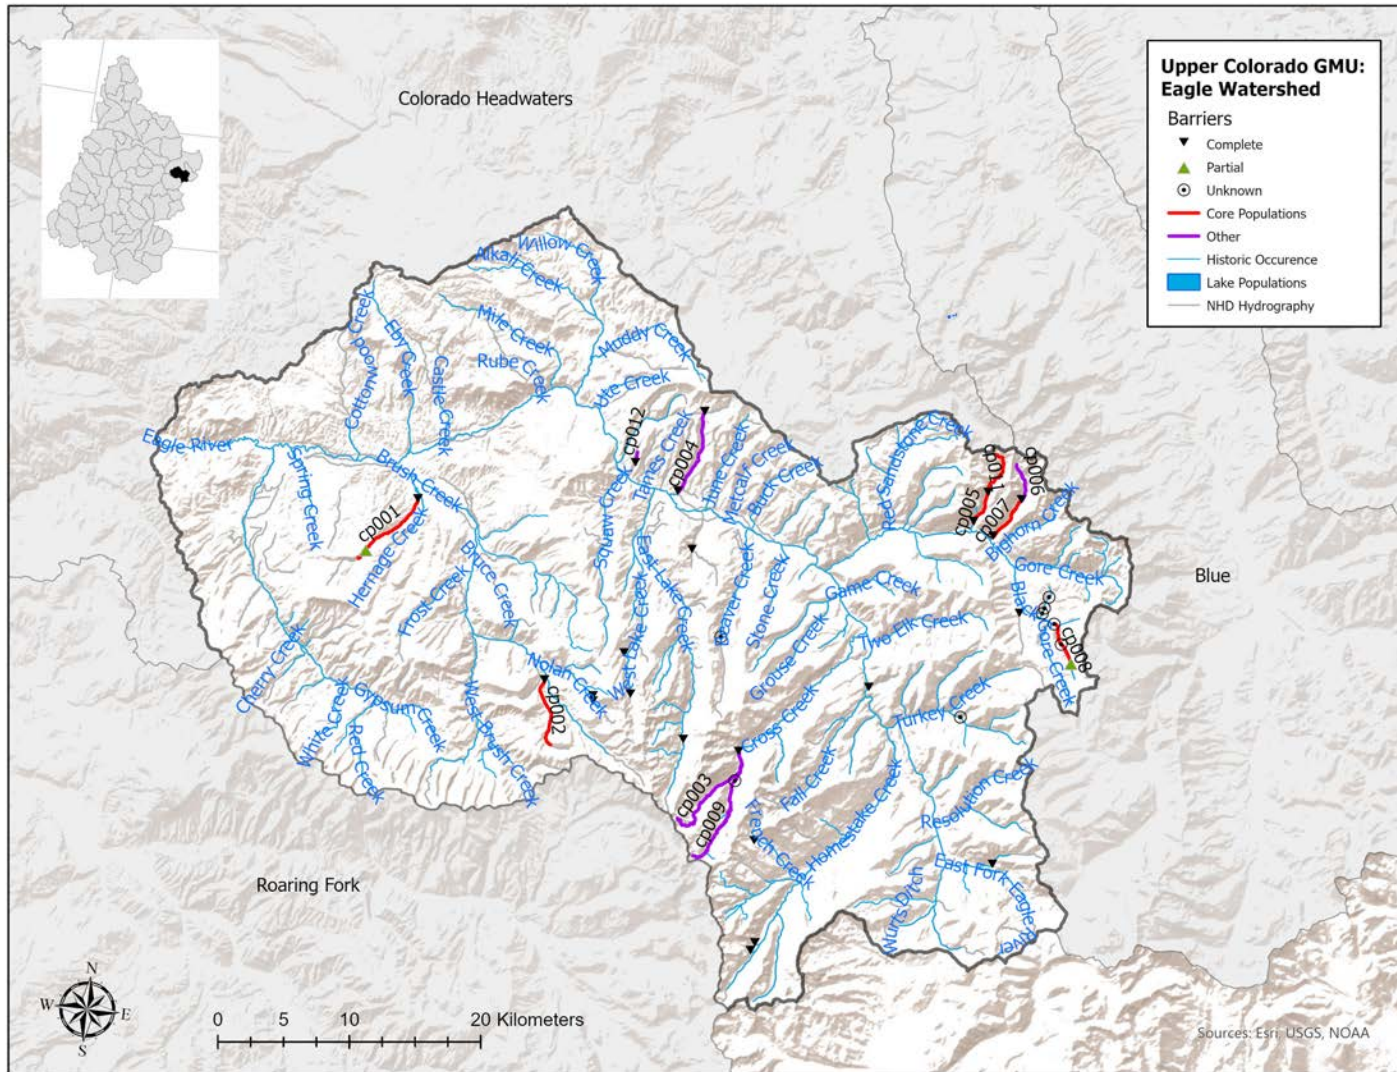 Upper Colorado GMU:
Eagle Watershed
Barriers
Complete
Partial
Unknown
Core Populations
Other
Historic Occurence
Lake Populations
NHD Hydrography
Colorado Headwaters
Blue
Roaring Fork
Willow Creek
Alkali Creek
Mile Creek
Muddy Creek
Rube Creek
Ute Creek
Cottonwood Creek
Eby Creek
Castle Creek
Eagle River
Brush Creek
Spring Creek
cp001
Hernage Creek
Frost Creek
Bruce Creek
cp012
James Creek
cp004
June Creek
Metcalf Creek
Buck Creek
Red Sandstone Creek
cp011
cp006
cp005
cp007
Bighorn Creek
Gore Creek
Black Gore Creek
cp008
Squaw Creek
East Lake Creek
West Lake Creek
Beaver Creek
Stone Creek
Game Creek
Grouse Creek
Two Elk Creek
Nolan Creek
cp002
Cherry Creek
White Creek
Red Creek
Gypsum Creek
West Brush Creek
Cross Creek
Turkey Creek
cp003
cp009
Fall Creek
French Creek
Homestake Creek
Resolution Creek
East Fork Eagle River
Wurts Ditch
N
W
E
S
0 5 10 20 Kilometers
Sources: Esri, USGS, NOAA